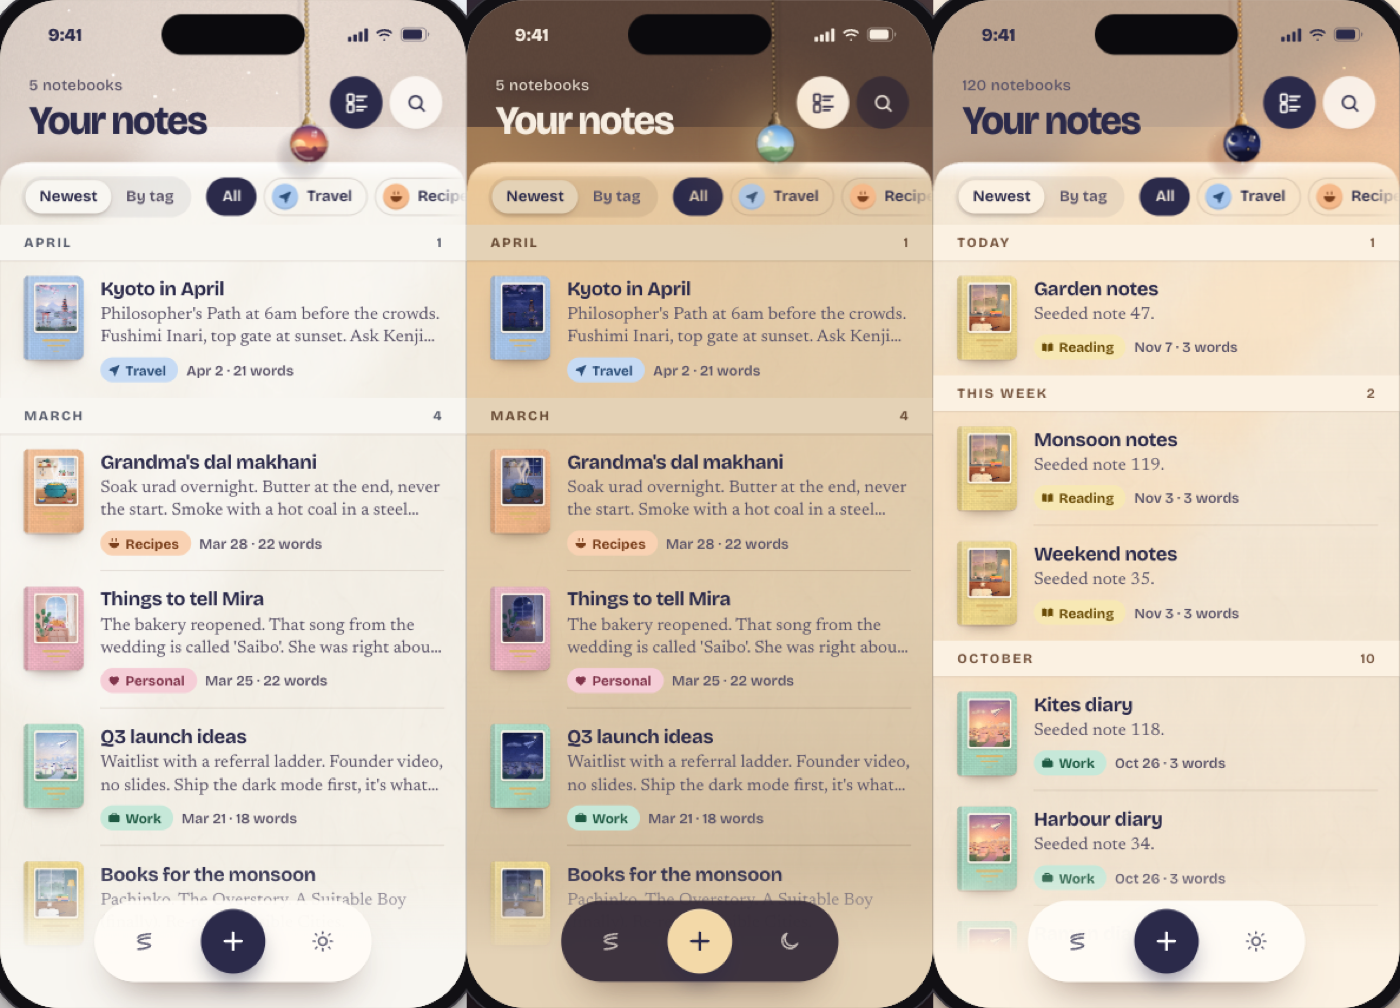 9:41
5 notebooks
Your notes
Newest
By tag
All
Travel
Recip
APRIL
1
Kyoto in April
Philosopher's Path at 6am before the crowds.
Fushimi Inari, top gate at sunset. Ask Kenji...
Travel
Apr 2 · 21 words
MARCH
4
Grandma's dal makhani
Soak urad overnight. Butter at the end, never
the start. Smoke with a hot coal in a steel...
Recipes
Mar 28 · 22 words
Things to tell Mira
The bakery reopened. That song from the
wedding is called 'Saibo'. She was right abou...
Personal
Mar 25 · 22 words
Q3 launch ideas
Waitlist with a referral ladder. Founder video,
no slides. Ship the dark mode first, it's what...
Work
Mar 21 · 18 words
Books for the monsoon
Pachinko. The Overstory. A Suitable Boy
9:41
5 notebooks
Your notes
Newest
By tag
All
Travel
Recipe
APRIL
1
Kyoto in April
Philosopher's Path at 6am before the crowds.
Fushimi Inari, top gate at sunset. Ask Kenji...
Travel
Apr 2 · 21 words
MARCH
4
Grandma's dal makhani
Soak urad overnight. Butter at the end, never
the start. Smoke with a hot coal in a steel...
Recipes
Mar 28 · 22 words
Things to tell Mira
The bakery reopened. That song from the
wedding is called 'Saibo'. She was right abou...
Personal
Mar 25 · 22 words
Q3 launch ideas
Waitlist with a referral ladder. Founder video,
no slides. Ship the dark mode first, it's what...
Work
Mar 21 · 18 words
Books for the monsoon
Pachinko. The Overstory. A Suitable Boy
9:41
120 notebooks
Your notes
Newest
By tag
All
Travel
Recip
TODAY
1
Garden notes
Seeded note 47.
Reading
Nov 7 · 3 words
THIS WEEK
2
Monsoon notes
Seeded note 119.
Reading
Nov 3 · 3 words
Weekend notes
Seeded note 35.
Reading
Nov 3 · 3 words
OCTOBER
10
Kites diary
Seeded note 118.
Work
Oct 26 · 3 words
Harbour diary
Seeded note 34.
Work
Oct 26 · 3 words